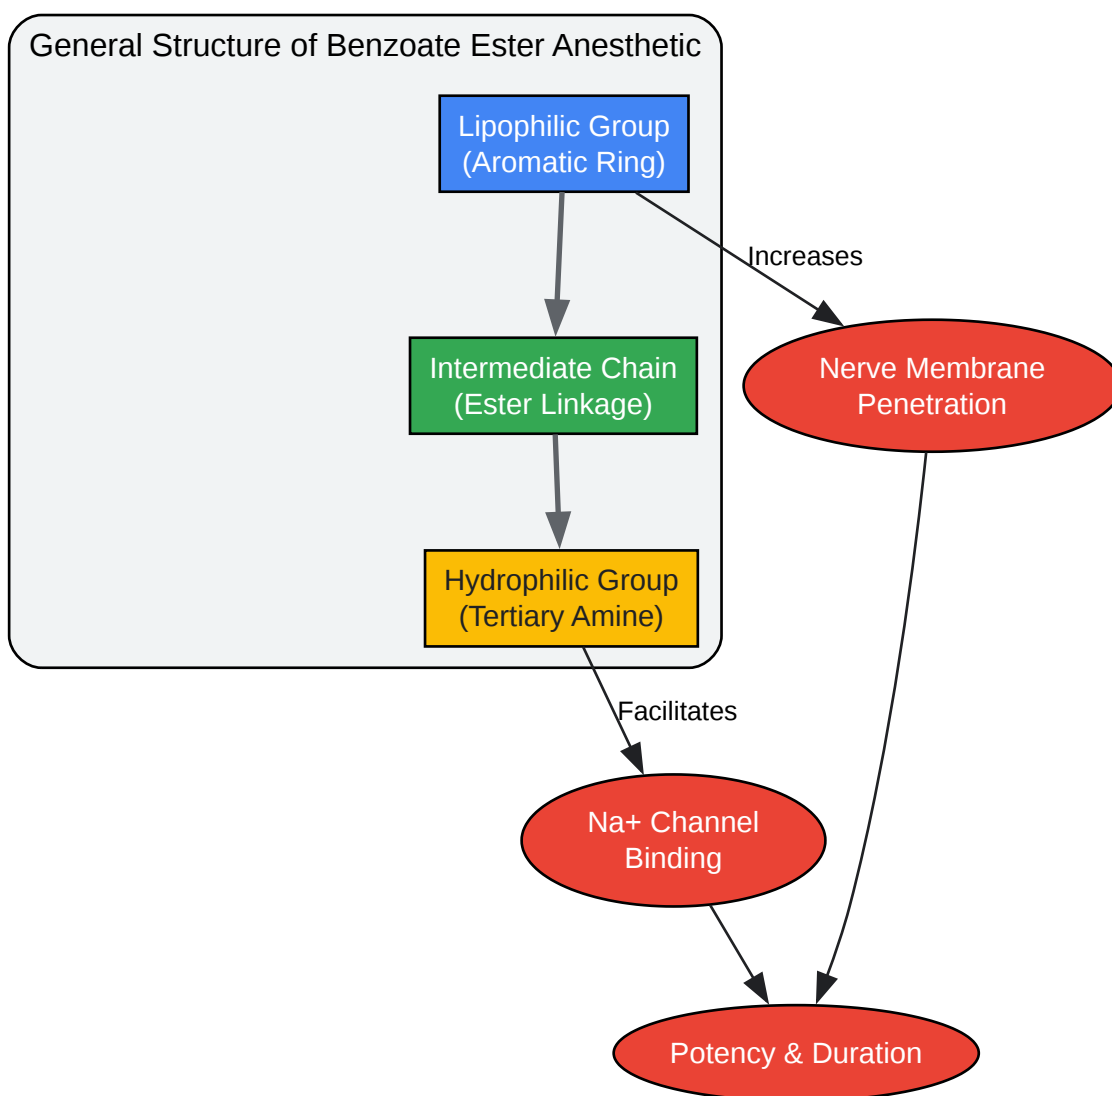 General Structure of Benzoate Ester Anesthetic
Lipophilic Group
(Aromatic Ring)
Increases
Intermediate Chain
(Ester Linkage)
Nerve Membrane
Penetration
Hydrophilic Group
(Tertiary Amine)
Facilitates
Na+ Channel
Binding
Potency & Duration